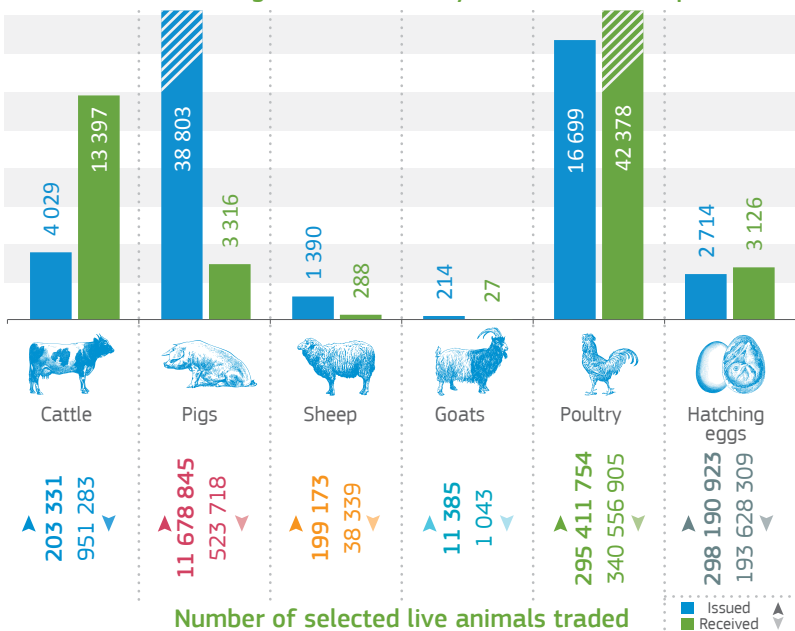 4 029
13 397
38 803
3 316
1 390
288
214
27
16 699
42 378
2 714
3 126
Cattle
Pigs
Sheep
Goats
Poultry
Hatching
eggs
203 331
951 283
11 678 845
523 718
199 173
38 339
11 385
1 043
295 411 754
340 556 905
298 190 923
193 628 309
Number of selected live animals traded
Issued
Received